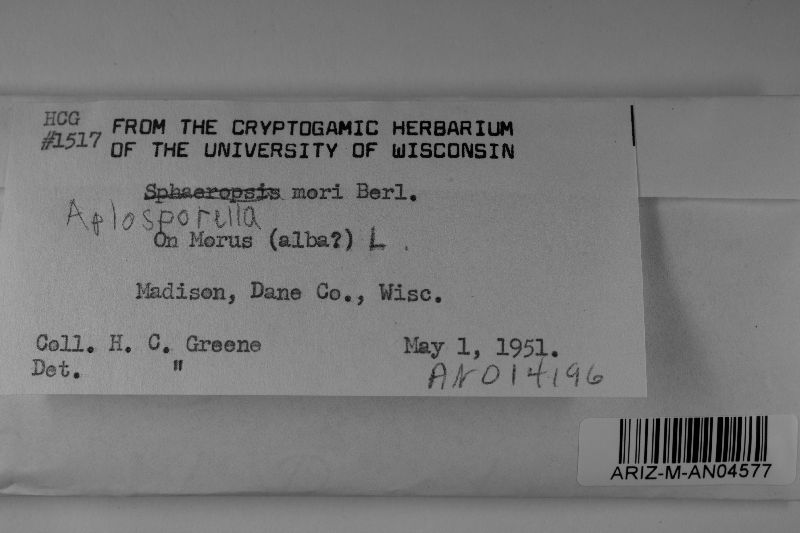 HCG
#1517
FROM THE CRYPTOGAMIC HERBARIUM
OF THE UNIVERSITY OF WISCONSIN
Sphaeropsis mori Berl.
Aplosporella
On Morus (alba?) L.
Madison, Dane Co., Wisc.
Coll. H. C. Greene May 1, 1951.
Det. "
AN014196
ARIZ-M-AN04577